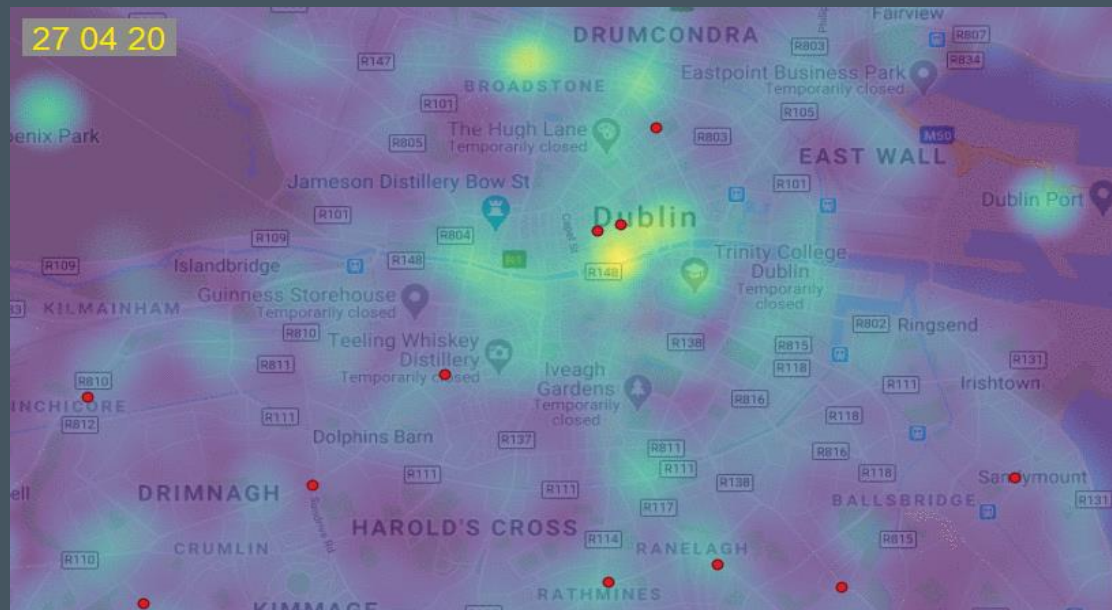 27 04 20
DRUMCONDRA
Fairview
R147
R803
R807
R834
BROADSTONE
Eastpoint Business Park
Temporarily closed
R101
R105
enix Park
The Hugh Lane
Temporarily closed
R805
R803
M50
EAST WALL
Jameson Distillery Bow St
R101
Dublin Port
R101
Capel St
Dublin
R109
R804
R148
R148
Trinity College
Dublin
Temporarily
closed
R109
Islandbridge
Guinness Storehouse
Temporarily closed
KILMAINHAM
R810
R802
Ringsend
Teeling Whiskey
Distillery
Temporarily closed
R138
R815
R811
R118
R131
Iveagh
Gardens
Temporarily
closed
R810
R111
Irishtown
INCHICORE
R812
R111
R816
R118
Dolphins Barn
R137
R811
R816
R111
R111
R118
Sandymount
ell
DRIMNAGH
R111
R138
BALLSBRIDGE
R131
R117
HAROLD'S CROSS
R114
RANELAGH
R815
CRUMLIN
R110
RATHMINES
KIMMAGE